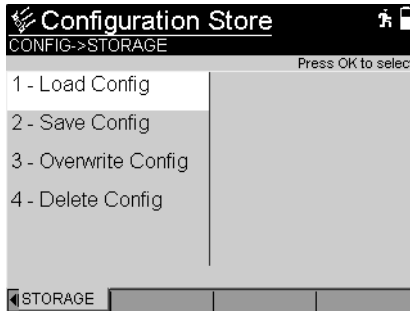 Configuration Store
CONFIG->STORAGE
Press OK to select
1 - Load Config
2 - Save Config
3 - Overwrite Config
4 - Delete Config
STORAGE